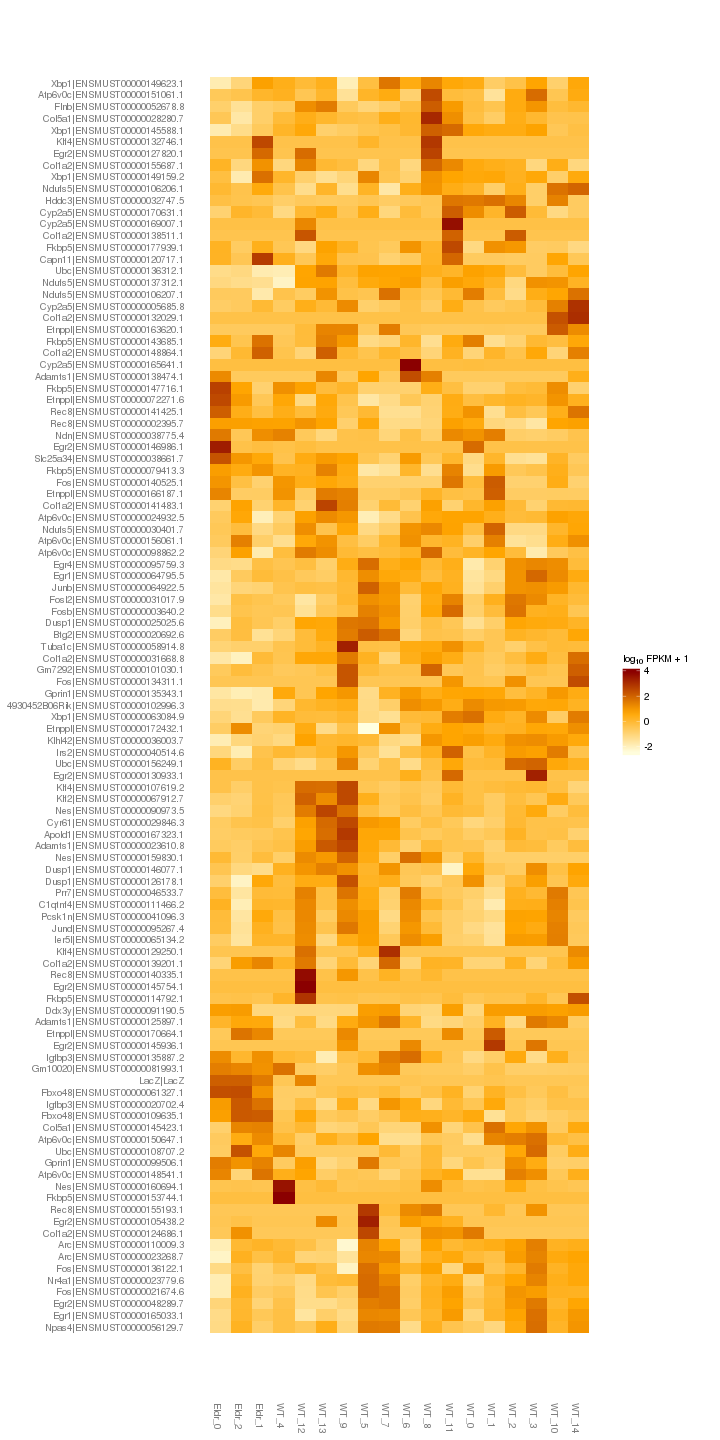 Xbp1|ENSMUST00000149623.1
Atp6v0c|ENSMUST00000151061.1
Flnb|ENSMUST00000052678.8
Col5a1|ENSMUST00000028280.7
Xbp1|ENSMUST00000145588.1
Klf4|ENSMUST00000132746.1
Egr2|ENSMUST00000127820.1
Col1a2|ENSMUST00000155687.1
Xbp1|ENSMUST00000149159.2
Ndufs5|ENSMUST00000106206.1
Hddc3|ENSMUST00000032747.5
Cyp2a5|ENSMUST00000170631.1
Cyp2a5|ENSMUST00000169007.1
Col1a2|ENSMUST00000138511.1
Fkbp5|ENSMUST00000177939.1
Capn11|ENSMUST00000120717.1
Ubc|ENSMUST00000136312.1
Ndufs5|ENSMUST00000137312.1
Ndufs5|ENSMUST00000106207.1
Cyp2a5|ENSMUST00000005685.8
Col1a2|ENSMUST00000132029.1
Etnppl|ENSMUST00000163620.1
Fkbp5|ENSMUST00000143685.1
Col1a2|ENSMUST00000148864.1
Cyp2a5|ENSMUST00000165641.1
Adamts1|ENSMUST00000138474.1
Fkbp5|ENSMUST00000147716.1
Etnppl|ENSMUST00000072271.6
Rec8|ENSMUST00000141425.1
Rec8|ENSMUST00000002395.7
Ndn|ENSMUST00000038775.4
Egr2|ENSMUST00000146986.1
Slc25a34|ENSMUST00000038661.7
Fkbp5|ENSMUST00000079413.3
Fos|ENSMUST00000140525.1
Etnppl|ENSMUST00000166187.1
Col1a2|ENSMUST00000141483.1
Atp6v0c|ENSMUST00000024932.5
Ndufs5|ENSMUST00000030401.7
Atp6v0c|ENSMUST00000156061.1
Atp6v0c|ENSMUST00000098862.2
Egr4|ENSMUST00000095759.3
Egr1|ENSMUST00000064795.5
Junb|ENSMUST00000064922.5
Fosl2|ENSMUST00000031017.9
Fosb|ENSMUST00000003640.2
Dusp1|ENSMUST00000025025.6
Btg2|ENSMUST00000020692.6
Tuba1c|ENSMUST00000058914.8
Col1a2|ENSMUST00000031668.8
Gm7292|ENSMUST00000101030.1
Fos|ENSMUST00000134311.1
Gprin1|ENSMUST00000135343.1
4930452B06Rik|ENSMUST00000102996.3
Xbp1|ENSMUST00000063084.9
Etnppl|ENSMUST00000172432.1
Klhl42|ENSMUST00000036003.7
Irs2|ENSMUST00000040514.6
Ubc|ENSMUST00000156249.1
Egr2|ENSMUST00000130933.1
Klf4|ENSMUST00000107619.2
Klf2|ENSMUST00000067912.7
Nes|ENSMUST00000090973.5
Cyr61|ENSMUST00000029846.3
Apold1|ENSMUST00000167323.1
Adamts1|ENSMUST00000023610.8
Nes|ENSMUST00000159830.1
Dusp1|ENSMUST00000146077.1
Dusp1|ENSMUST00000126178.1
Prr7|ENSMUST00000046533.7
C1qtnf4|ENSMUST00000111466.2
Pcsk1n|ENSMUST00000041096.3
Jund|ENSMUST00000095267.4
Ier5l|ENSMUST00000065134.2
Klf4|ENSMUST00000129250.1
Col1a2|ENSMUST00000139201.1
Rec8|ENSMUST00000140335.1
Egr2|ENSMUST00000145754.1
Fkbp5|ENSMUST00000114792.1
Ddx3y|ENSMUST00000091190.5
Adamts1|ENSMUST00000125897.1
Etnppl|ENSMUST00000170664.1
Egr2|ENSMUST00000145936.1
Igfbp3|ENSMUST00000135887.2
Gm10020|ENSMUST00000081993.1
LacZ|LacZ
Fbxo48|ENSMUST00000061327.1
Igfbp3|ENSMUST00000020702.4
Fbxo48|ENSMUST00000109635.1
Col5a1|ENSMUST00000145423.1
Atp6v0c|ENSMUST00000150647.1
Ubc|ENSMUST00000108707.2
Gprin1|ENSMUST00000099506.1
Atp6v0c|ENSMUST00000148541.1
Nes|ENSMUST00000160694.1
Fkbp5|ENSMUST00000153744.1
Rec8|ENSMUST00000155193.1
Egr2|ENSMUST00000105438.2
Col1a2|ENSMUST00000124686.1
Arc|ENSMUST00000110009.3
Arc|ENSMUST00000023268.7
Fos|ENSMUST00000136122.1
Nr4a1|ENSMUST00000023779.6
Fos|ENSMUST00000021674.6
Egr2|ENSMUST00000048289.7
Egr1|ENSMUST00000165033.1
Npas4|ENSMUST00000056129.7
log10 FPKM + 1
4
2
0
-2
Eldr_0
Eldr_2
Eldr_1
WT_4
WT_12
WT_13
WT_9
WT_5
WT_7
WT_6
WT_8
WT_11
WT_0
WT_1
WT_2
WT_3
WT_10
WT_14